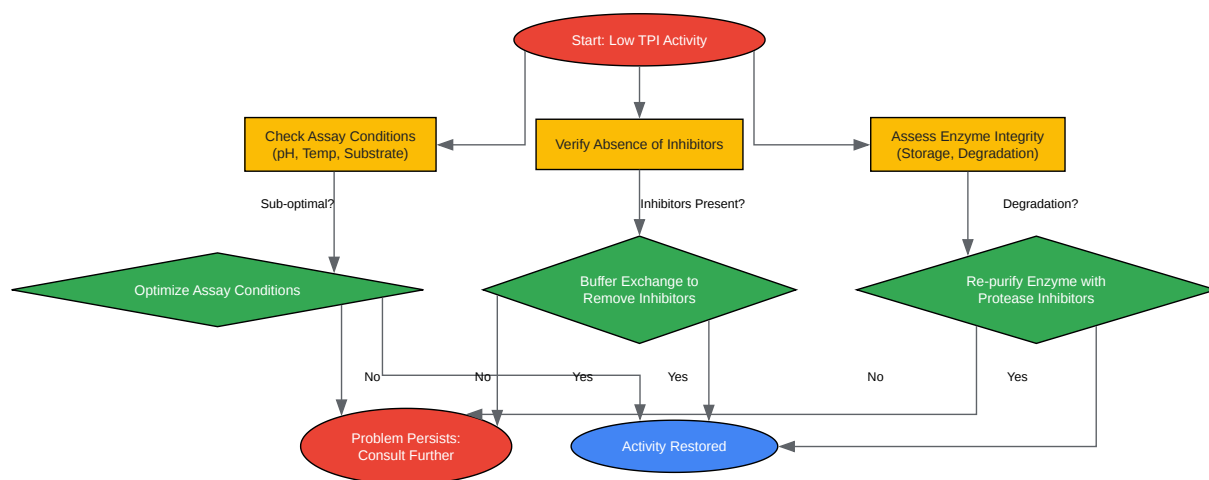 Start: Low TPI Activity
Check Assay Conditions
(pH, Temp, Substrate)
Verify Absence of Inhibitors
Assess Enzyme Integrity
(Storage, Degradation)
Sub-optimal?
Inhibitors Present?
Degradation?
Optimize Assay Conditions
Buffer Exchange to
Remove Inhibitors
Re-purify Enzyme with
Protease Inhibitors
No
No
Yes
Yes
No
Yes
Problem Persists:
Consult Further
Activity Restored